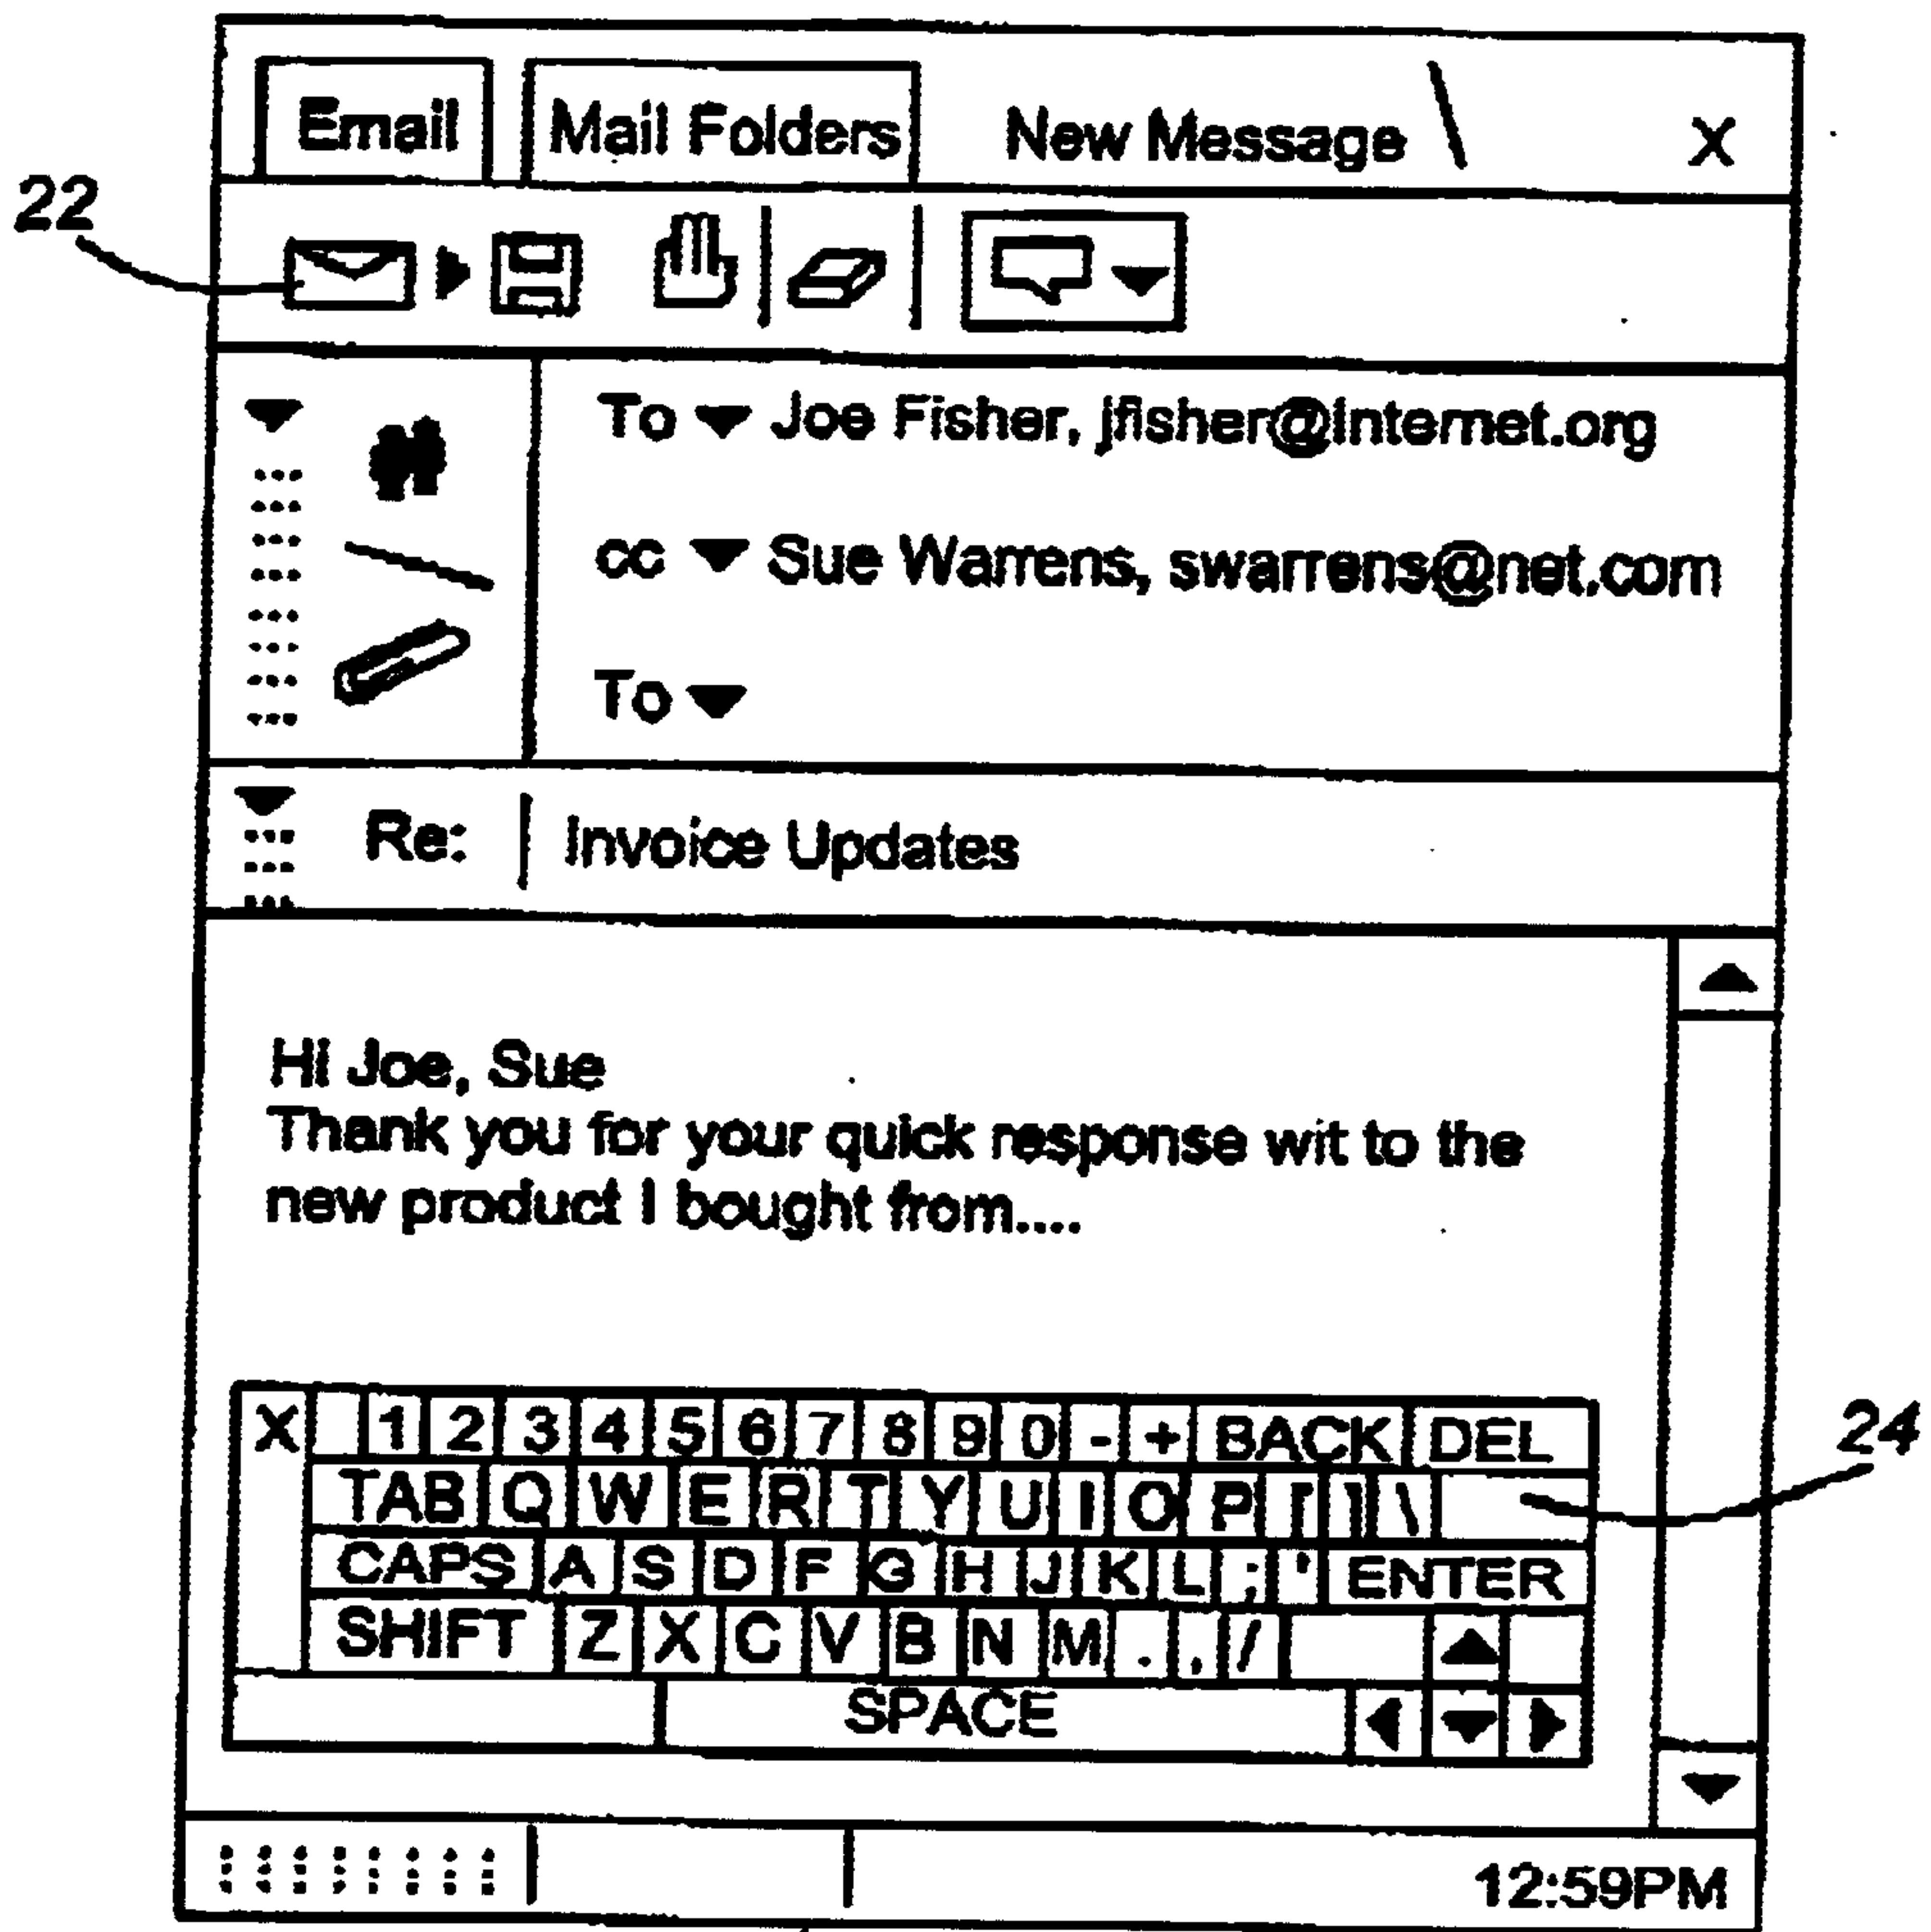 Email Mail Folders New Message \ X
22
To Joe Fisher, jfisher@internet.org
cc Sue Warrens, swarrens@net.com
To
Re: Invoice Updates
Hi Joe, Sue
Thank you for your quick response wit to the
new product I bought from....
X 1 2 3 4 5 6 7 8 9 0 - + BACK DEL
24
TAB Q W E R T Y U I O P [ ] \
CAPS A S D F G H J K L ; ' ENTER
SHIFT Z X C V B N M . , /
SPACE
12:59PM